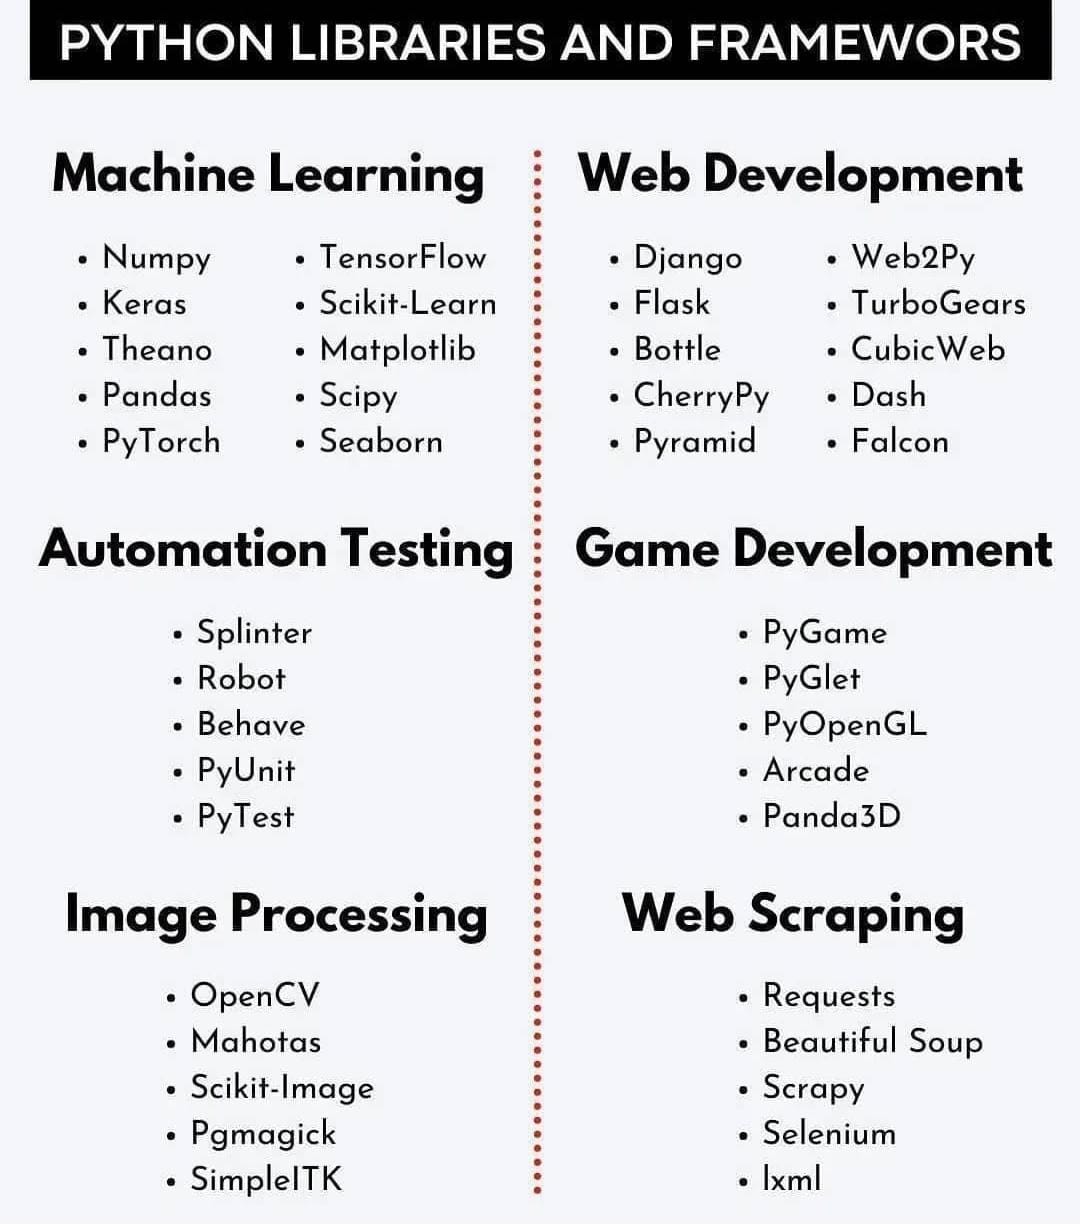 PYTHON LIBRARIES AND FRAMEWORS
Machine Learning
• Numpy
• Keras
• Theano
• Pandas
• PyTorch
• TensorFlow
• Scikit-Learn
• Matplotlib
• Scipy
• Seaborn
Web Development
• Django
• Flask
• Bottle
• CherryPy
• Pyramid
• Web2Py
• TurboGears
• CubicWeb
• Dash
• Falcon
Automation Testing
• Splinter
• Robot
• Behave
• PyUnit
• PyTest
Game Development
• PyGame
• PyGlet
• PyOpenGL
• Arcade
• Panda3D
Image Processing
• OpenCV
• Mahotas
• Scikit-Image
• Pgmagick
• SimpleITK
Web Scraping
• Requests
• Beautiful Soup
• Scrapy
• Selenium
• lxml